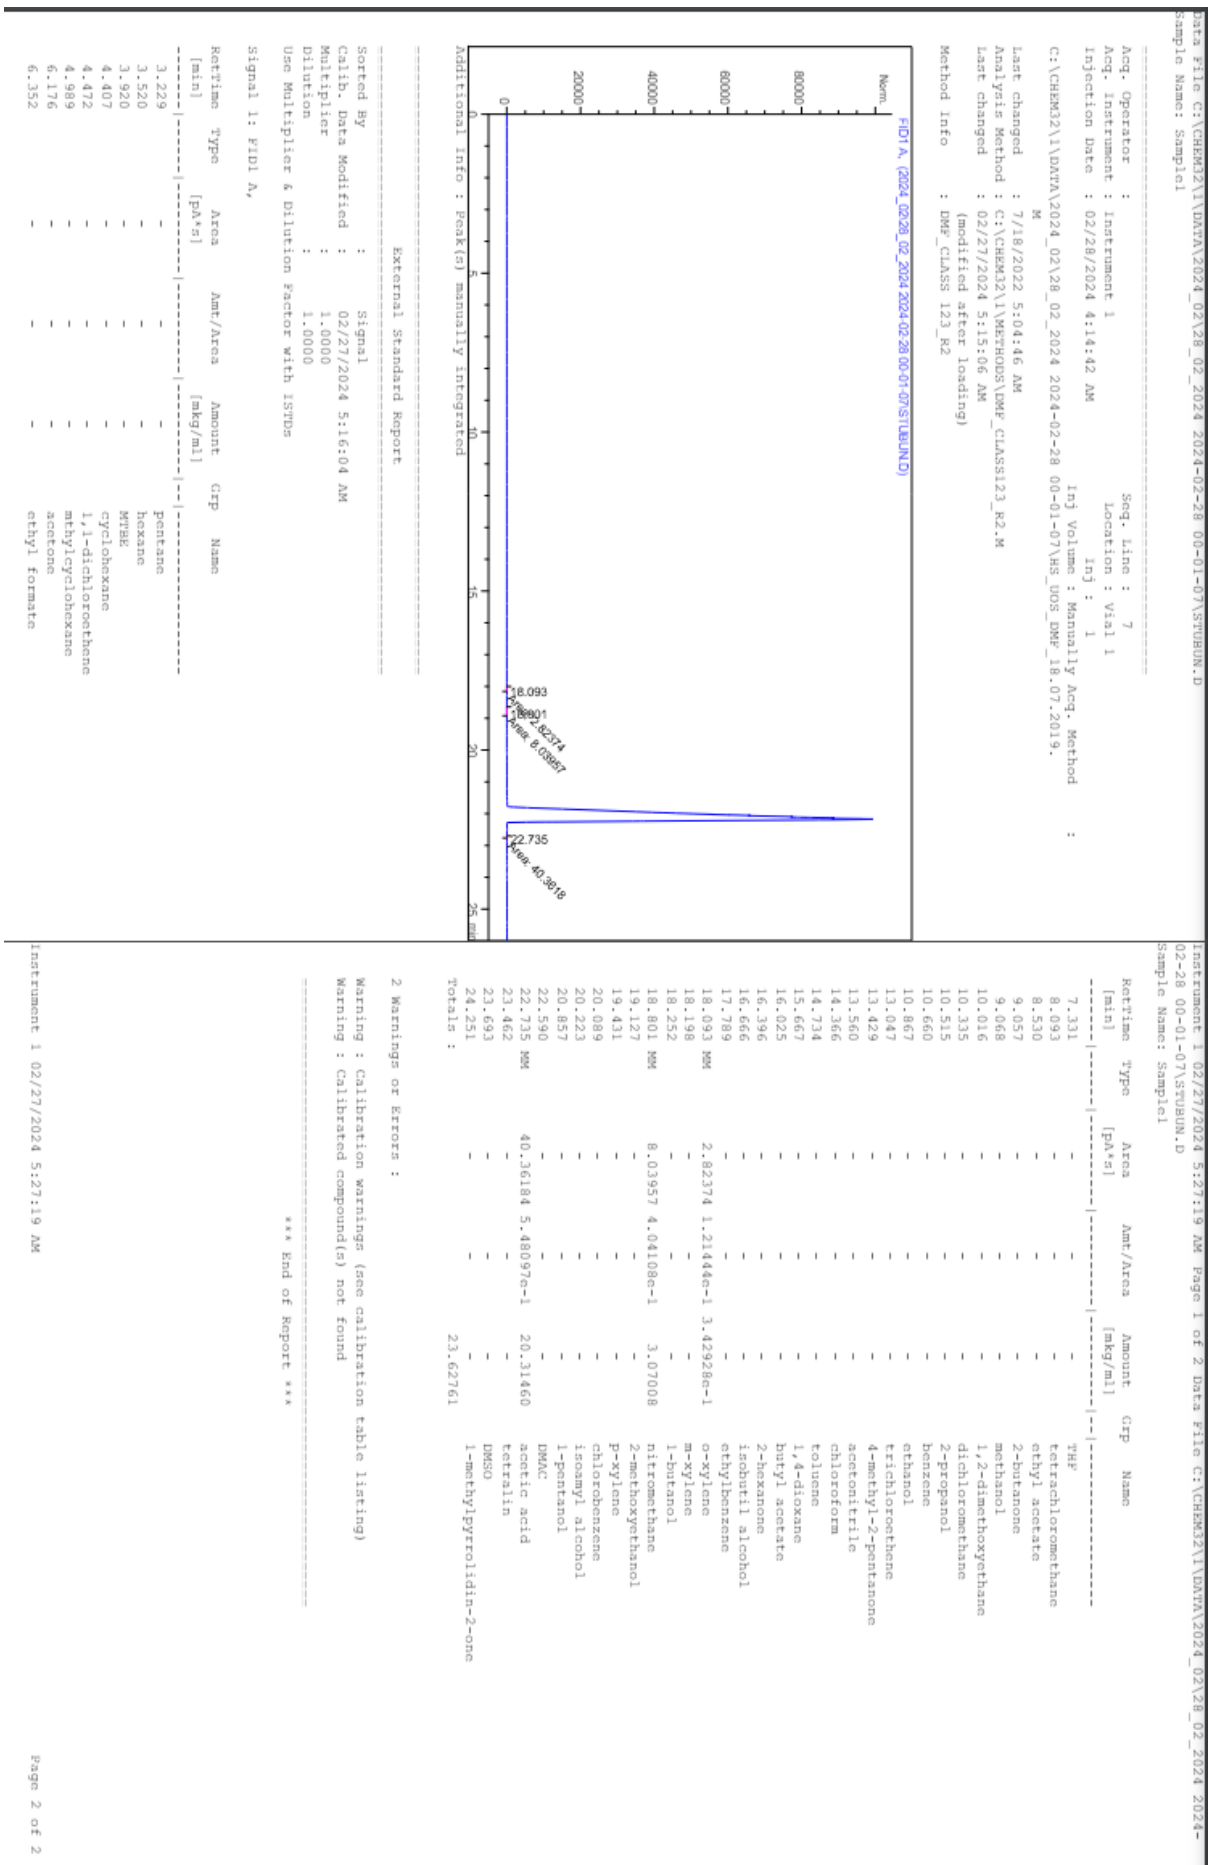 Data File C:\CHEM32\1\DATA\2024_02\28_02_2024 2024-02-28 00-01-07\STUBUN.D
Sample Name: Sample1
Acq. Operator : Seq. Line : 7
Acq. Instrument : Instrument 1 Location : Vial 1
Injection Date : 02/28/2024 4:14:42 AM Inj : 1
Inj Volume : Manually Acq. Method :
C:\CHEM32\1\DATA\2024_02\28_02_2024 2024-02-28 00-01-07\HS_UOS_DMF_18.07.2019.
M
Last changed : 7/18/2022 5:04:46 AM
Analysis Method : C:\CHEM32\1\METHODS\DMF_CLASS123_R2.M
Last changed : 02/27/2024 5:15:06 AM
(modified after loading)
Method Info : DMF_CLASS 123_R2
FID1 A, (2024_02\28_02_2024 2024-02-28 00-01-07\STUBUN.D)
Norm.
80000
60000
40000
20000
0
18.093
Area: 2.82374
18.801
Area: 8.03957
22.735
Area: 40.3618
0 5 10 15 20 25 min
Additional Info : Peak(s) manually integrated
External Standard Report
Sorted By : Signal
Calib. Data Modified : 02/27/2024 5:16:04 AM
Multiplier : 1.0000
Dilution : 1.0000
Use Multiplier & Dilution Factor with ISTDs
Signal 1: FID1 A,
RetTime Type Area Amt/Area Amount Grp Name
[min] [pA*s] [mkg/ml]
-------|------|----------|----------|----------|--|------------------
3.229 - - - pentane
3.520 - - - hexane
3.920 - - - MTBE
4.407 - - - cyclohexane
4.472 - - - 1,1-dichloroethene
4.989 - - - mthylcyclohexane
6.176 - - - acetone
6.352 - - - ethyl formate
Instrument 1 02/27/2024 5:27:19 AM Page 1 of 2 Data File C:\CHEM32\1\DATA\2024_02\28_02_2024 2024-
02-28 00-01-07\STUBUN.D
Sample Name: Sample1
RetTime Type Area Amt/Area Amount Grp Name
[min] [pA*s] [mkg/ml]
-------|------|----------|----------|----------|--|------------------
7.331 - - - THF
8.093 - - - tetrachloromethane
8.530 - - - ethyl acetate
9.057 - - - 2-butanone
9.068 - - - methanol
10.016 - - - 1,2-dimethoxyethane
10.335 - - - dichloromethane
10.515 - - - 2-propanol
10.660 - - - benzene
10.867 - - - ethanol
13.047 - - - trichloroethene
13.429 - - - 4-methyl-2-pentanone
13.560 - - - acetonitrile
14.366 - - - chloroform
14.734 - - - toluene
15.667 - - - 1,4-dioxane
16.025 - - - butyl acetate
16.396 - - - 2-hexanone
16.666 - - - isobutil alcohol
17.789 - - - ethylbenzene
18.093 MM 2.82374 1.21444e-1 3.42928e-1 o-xylene
18.198 - - - m-xylene
18.252 - - - 1-butanol
18.801 MM 8.03957 4.04108e-1 3.07008 nitromethane
19.127 - - - 2-methoxyethanol
19.431 - - - p-xylene
20.089 - - - chlorobenzene
20.223 - - - isoamyl alcohol
20.857 - - - 1-pentanol
22.590 - - - DMAC
22.735 MM 40.36184 5.48097e-1 20.31460 acetic acid
23.462 - - - tetralin
23.693 - - - DMSO
24.251 - - - 1-methylpyrrolidin-2-one
Totals : 23.62761
2 Warnings or Errors :
Warning : Calibration warnings (see calibration table listing)
Warning : Calibrated compound(s) not found
*** End of Report ***
Instrument 1 02/27/2024 5:27:19 AM Page 2 of 2